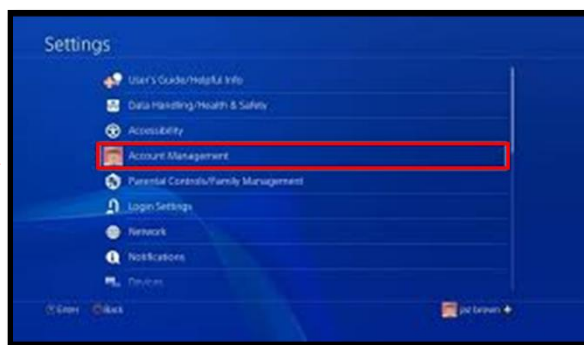 Settings
User's Guide/Helpful Info
Data Handling/Health & Safety
Accessibility
Account Management
Parental Controls/Family Management
Login Settings
Network
Notifications
Devices
Enter Back
brown